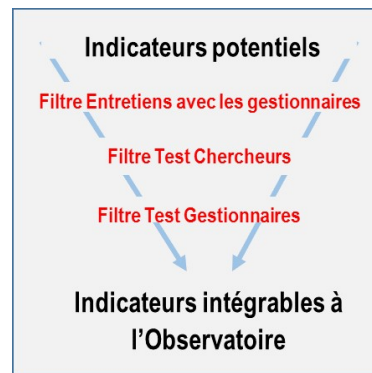 Indicateurs potentiels
Filtre Entretiens avec les gestionnaires
Filtre Test Chercheurs
Filtre Test Gestionnaires
Indicateurs intégrables à
l'Observatoire